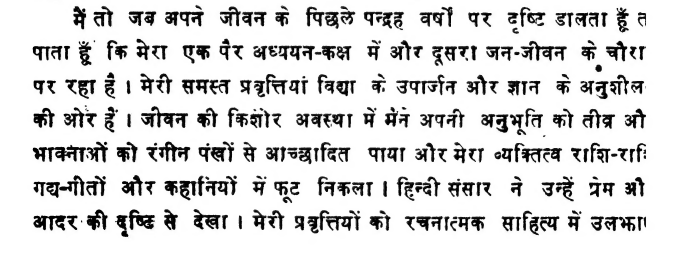 मैं तो जब अपने जीवन के पिछले पन्द्रह वर्षों पर दृष्टि डालता हूँ त
पाता हूँ कि मेरा एक पैर अध्ययन-कक्ष में और दूसरा जन-जीवन के चौरा
पर रहा है । मेरी समस्त प्रवृत्तियां विद्या के उपार्जन और ज्ञान के अनुशील
की ओर हैं । जीवन की किशोर अवस्था में मैंने अपनी अनुभूति को तीव्र औ
भावनाओं को रंगीन पंखों से आच्छादित पाया और मेरा व्यक्तित्व राशि-राशि
गद्य-गीतों और कहानियों में फूट निकला । हिन्दी संसार ने उन्हें प्रेम औ
आदर की दृष्टि से देखा । मेरी प्रवृत्तियों को रचनात्मक साहित्य में उलझा